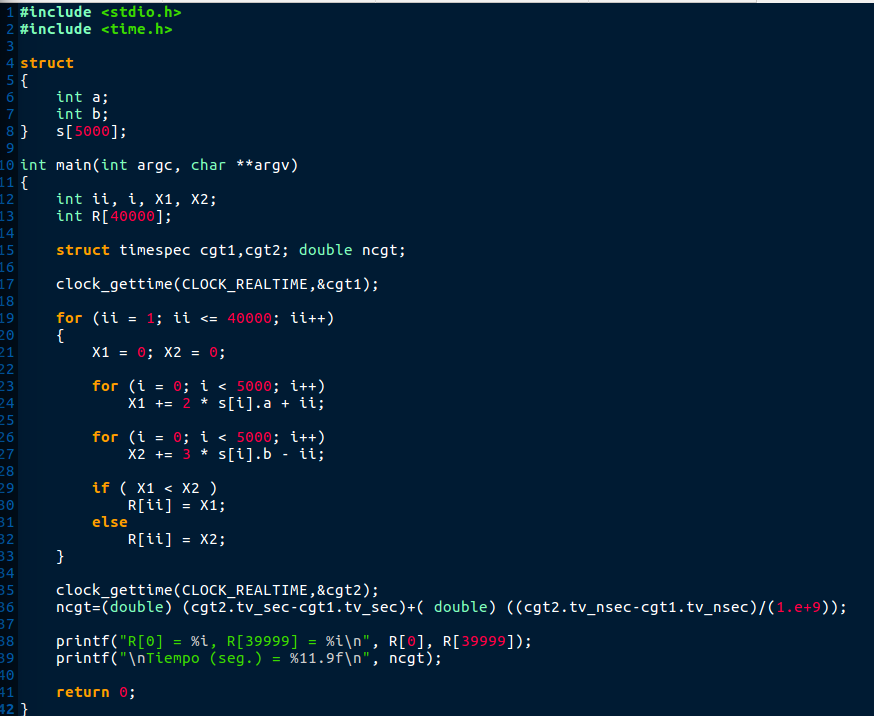 1 #include <stdio.h>
2 #include <time.h>
3
4 struct
5 {
6     int a;
7     int b;
8 }   s[5000];
9
10 int main(int argc, char **argv)
11 {
12     int ii, i, X1, X2;
13     int R[40000];
14
15     struct timespec cgt1,cgt2; double ncgt;
16
17     clock_gettime(CLOCK_REALTIME,&cgt1);
18
19     for (ii = 1; ii <= 40000; ii++)
20     {
21         X1 = 0; X2 = 0;
22
23         for (i = 0; i < 5000; i++)
24             X1 += 2 * s[i].a + ii;
25
26         for (i = 0; i < 5000; i++)
27             X2 += 3 * s[i].b - ii;
28
29         if ( X1 < X2 )
30             R[ii] = X1;
31         else
32             R[ii] = X2;
33     }
34
35     clock_gettime(CLOCK_REALTIME,&cgt2);
36     ncgt=(double) (cgt2.tv_sec-cgt1.tv_sec)+( double) ((cgt2.tv_nsec-cgt1.tv_nsec)/(1.e+9));
37
38     printf("R[0] = %i, R[39999] = %i\n", R[0], R[39999]);
39     printf("\nTiempo (seg.) = %11.9f\n", ncgt);
40
41     return 0;
42 }